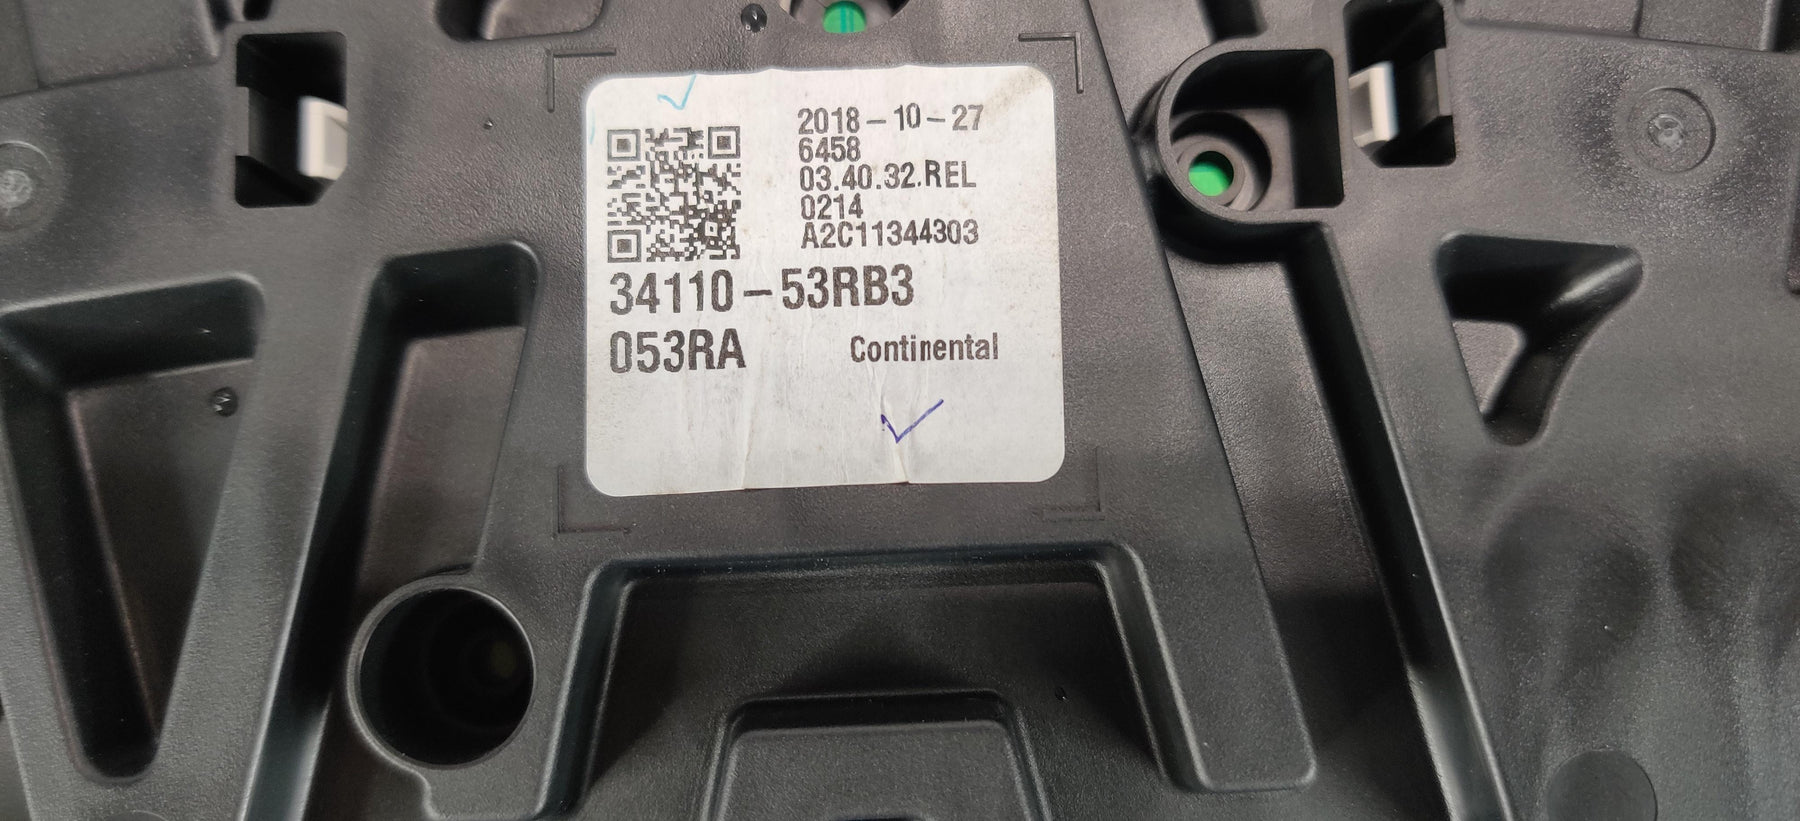 2018-10-27
6458
03.40.32.REL
0214
A2C11344303
34110-53RB3
053RA
Continental